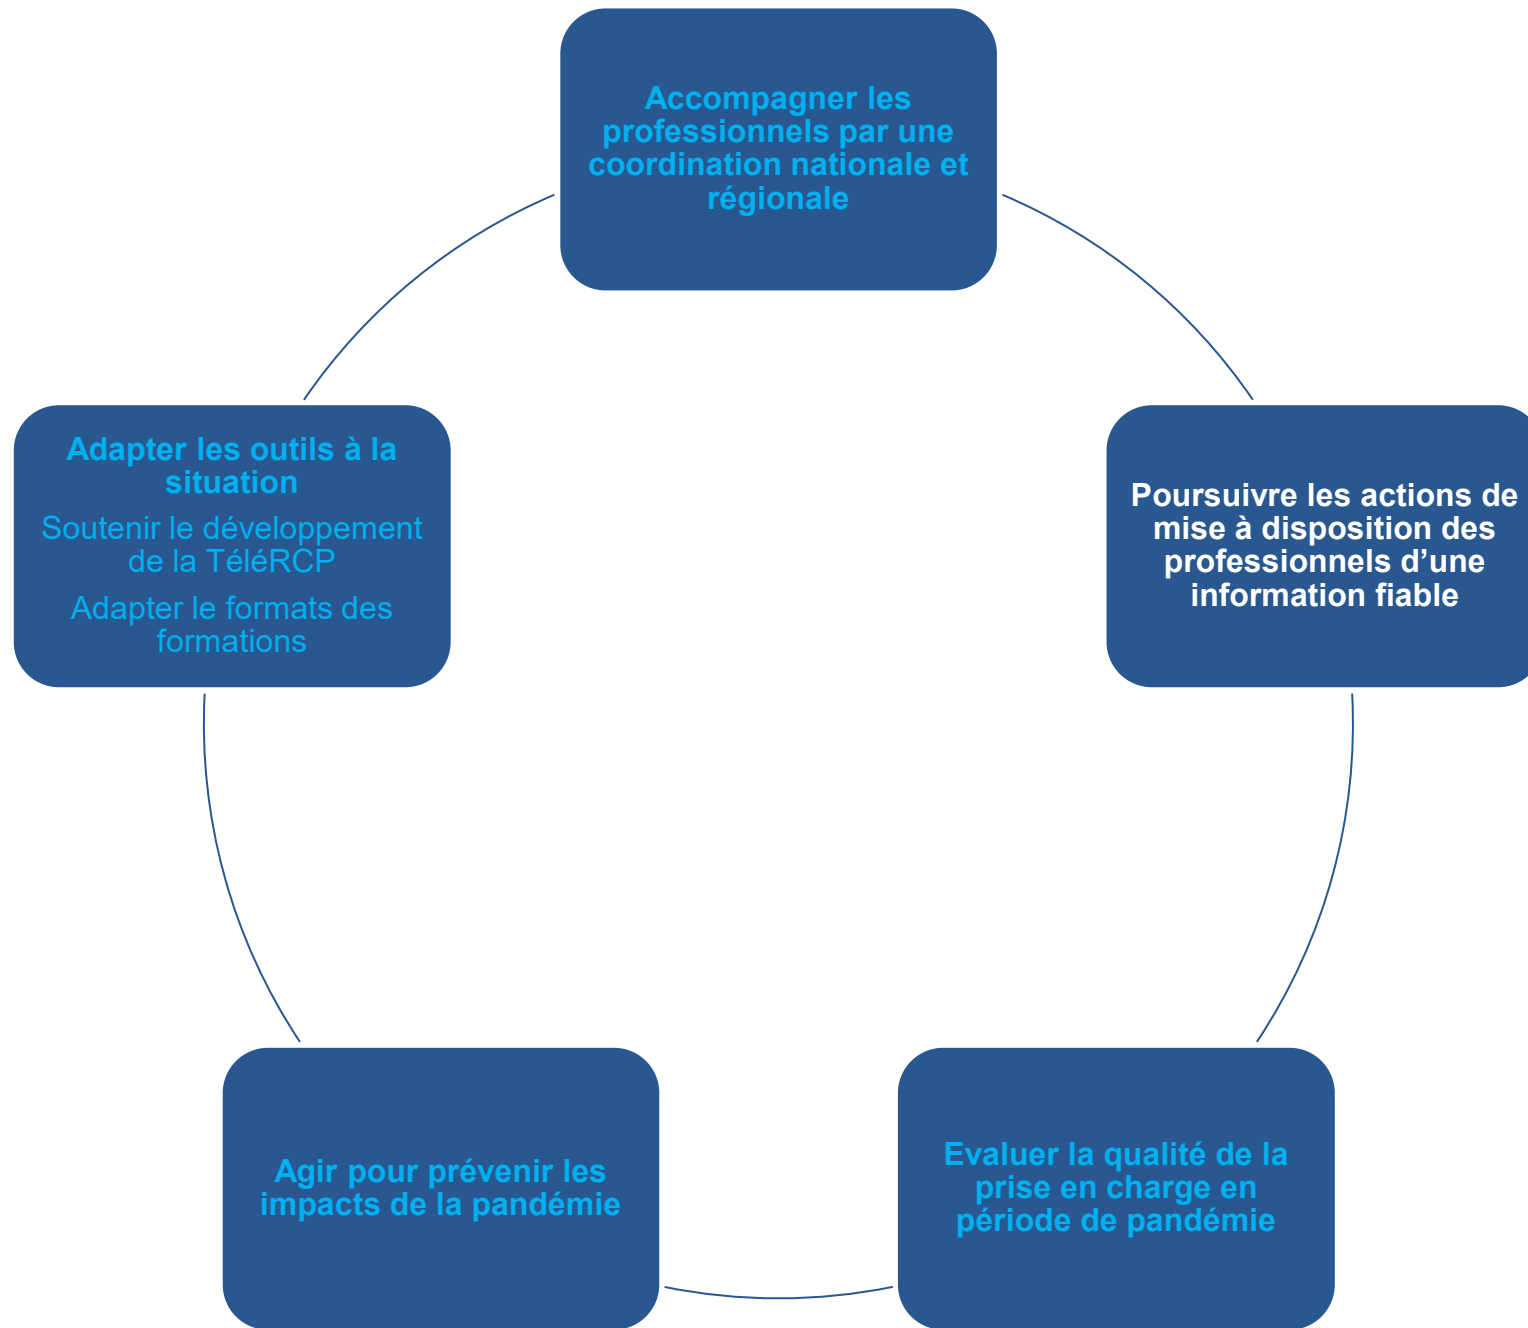 Accompagner les
professionnels par une
coordination nationale et
régionale
Poursuivre les actions de
mise à disposition des
professionnels d’une
information fiable
Evaluer la qualité de la
prise en charge en
période de pandémie
Agir pour prévenir les
impacts de la pandémie
Adapter les outils à la
situation
Soutenir le développement
de la TéléRCP
Adapter le formats des
formations